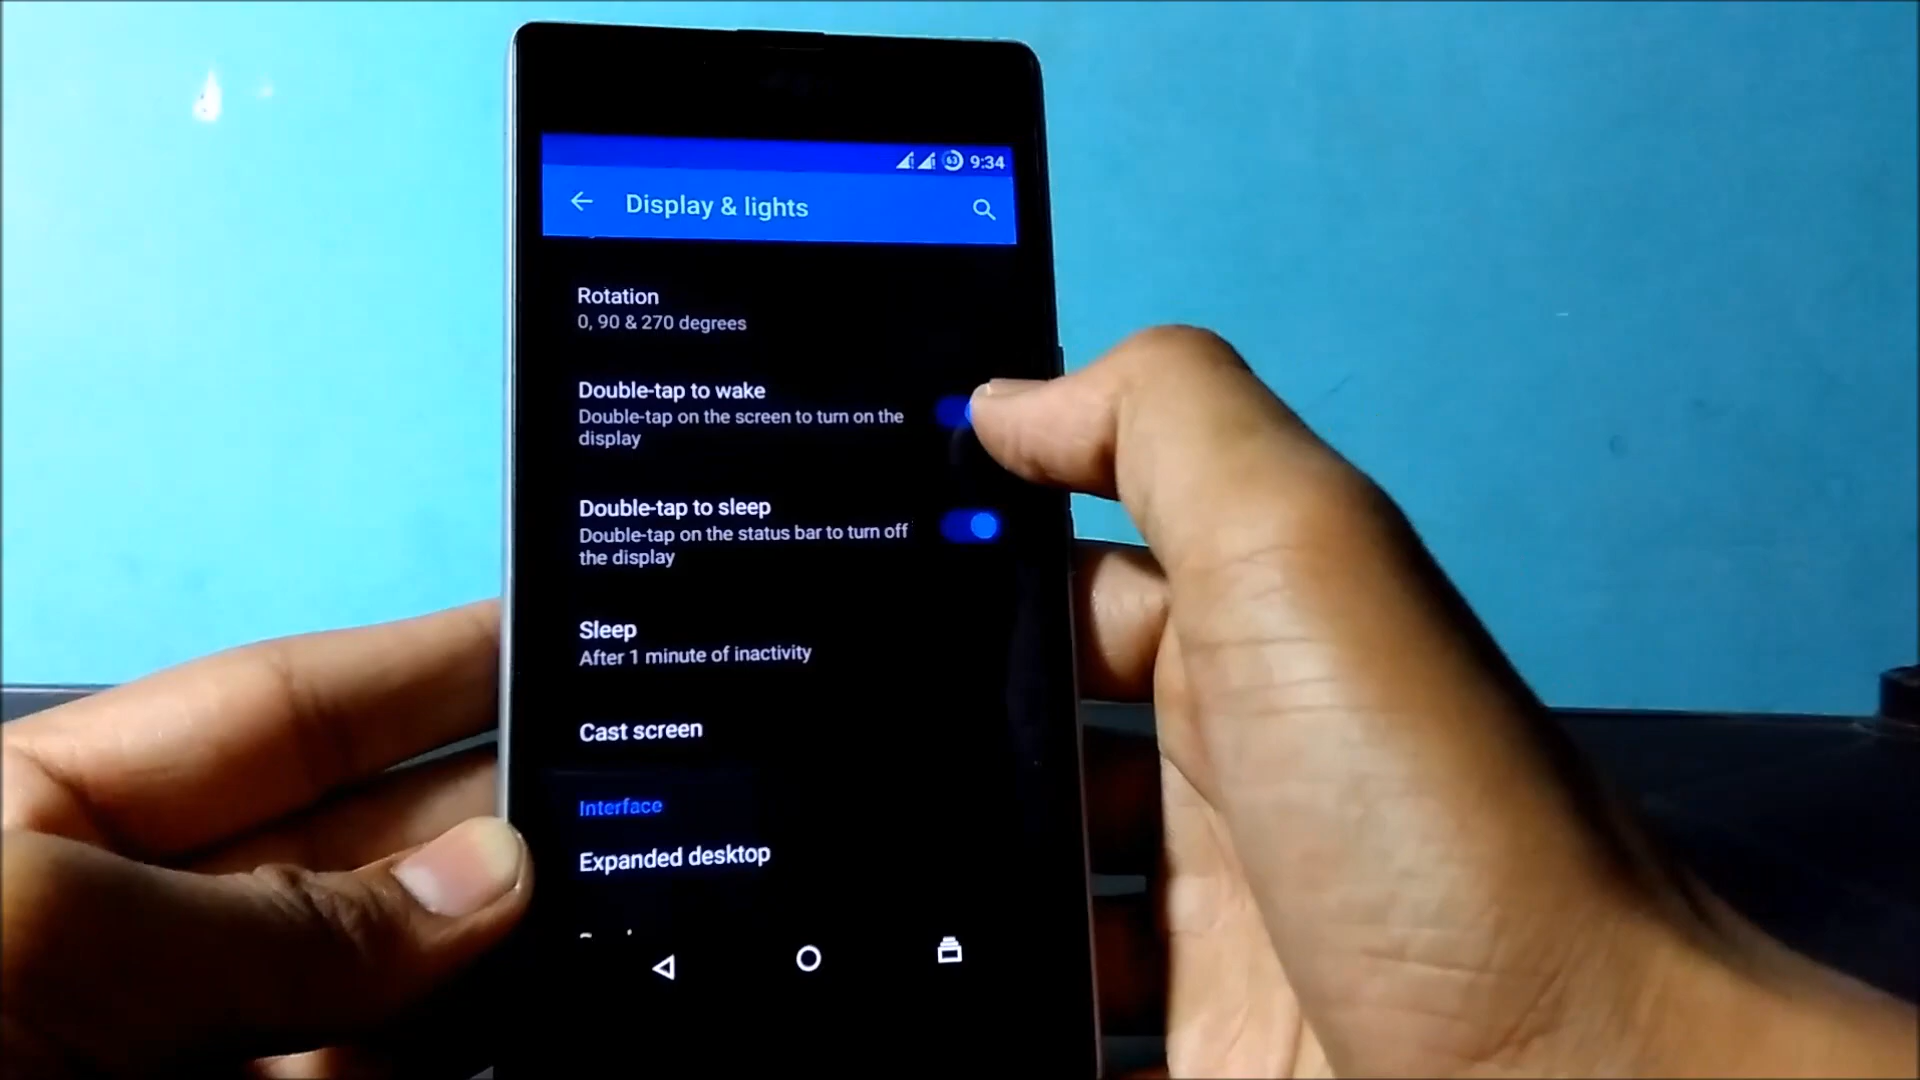 63 9:34
Display & lights
Rotation
0, 90 & 270 degrees
Double-tap to wake
Double-tap on the screen to turn on the
display
Double-tap to sleep
Double-tap on the status bar to turn off
the display
Sleep
After 1 minute of inactivity
Cast screen
Interface
Expanded desktop